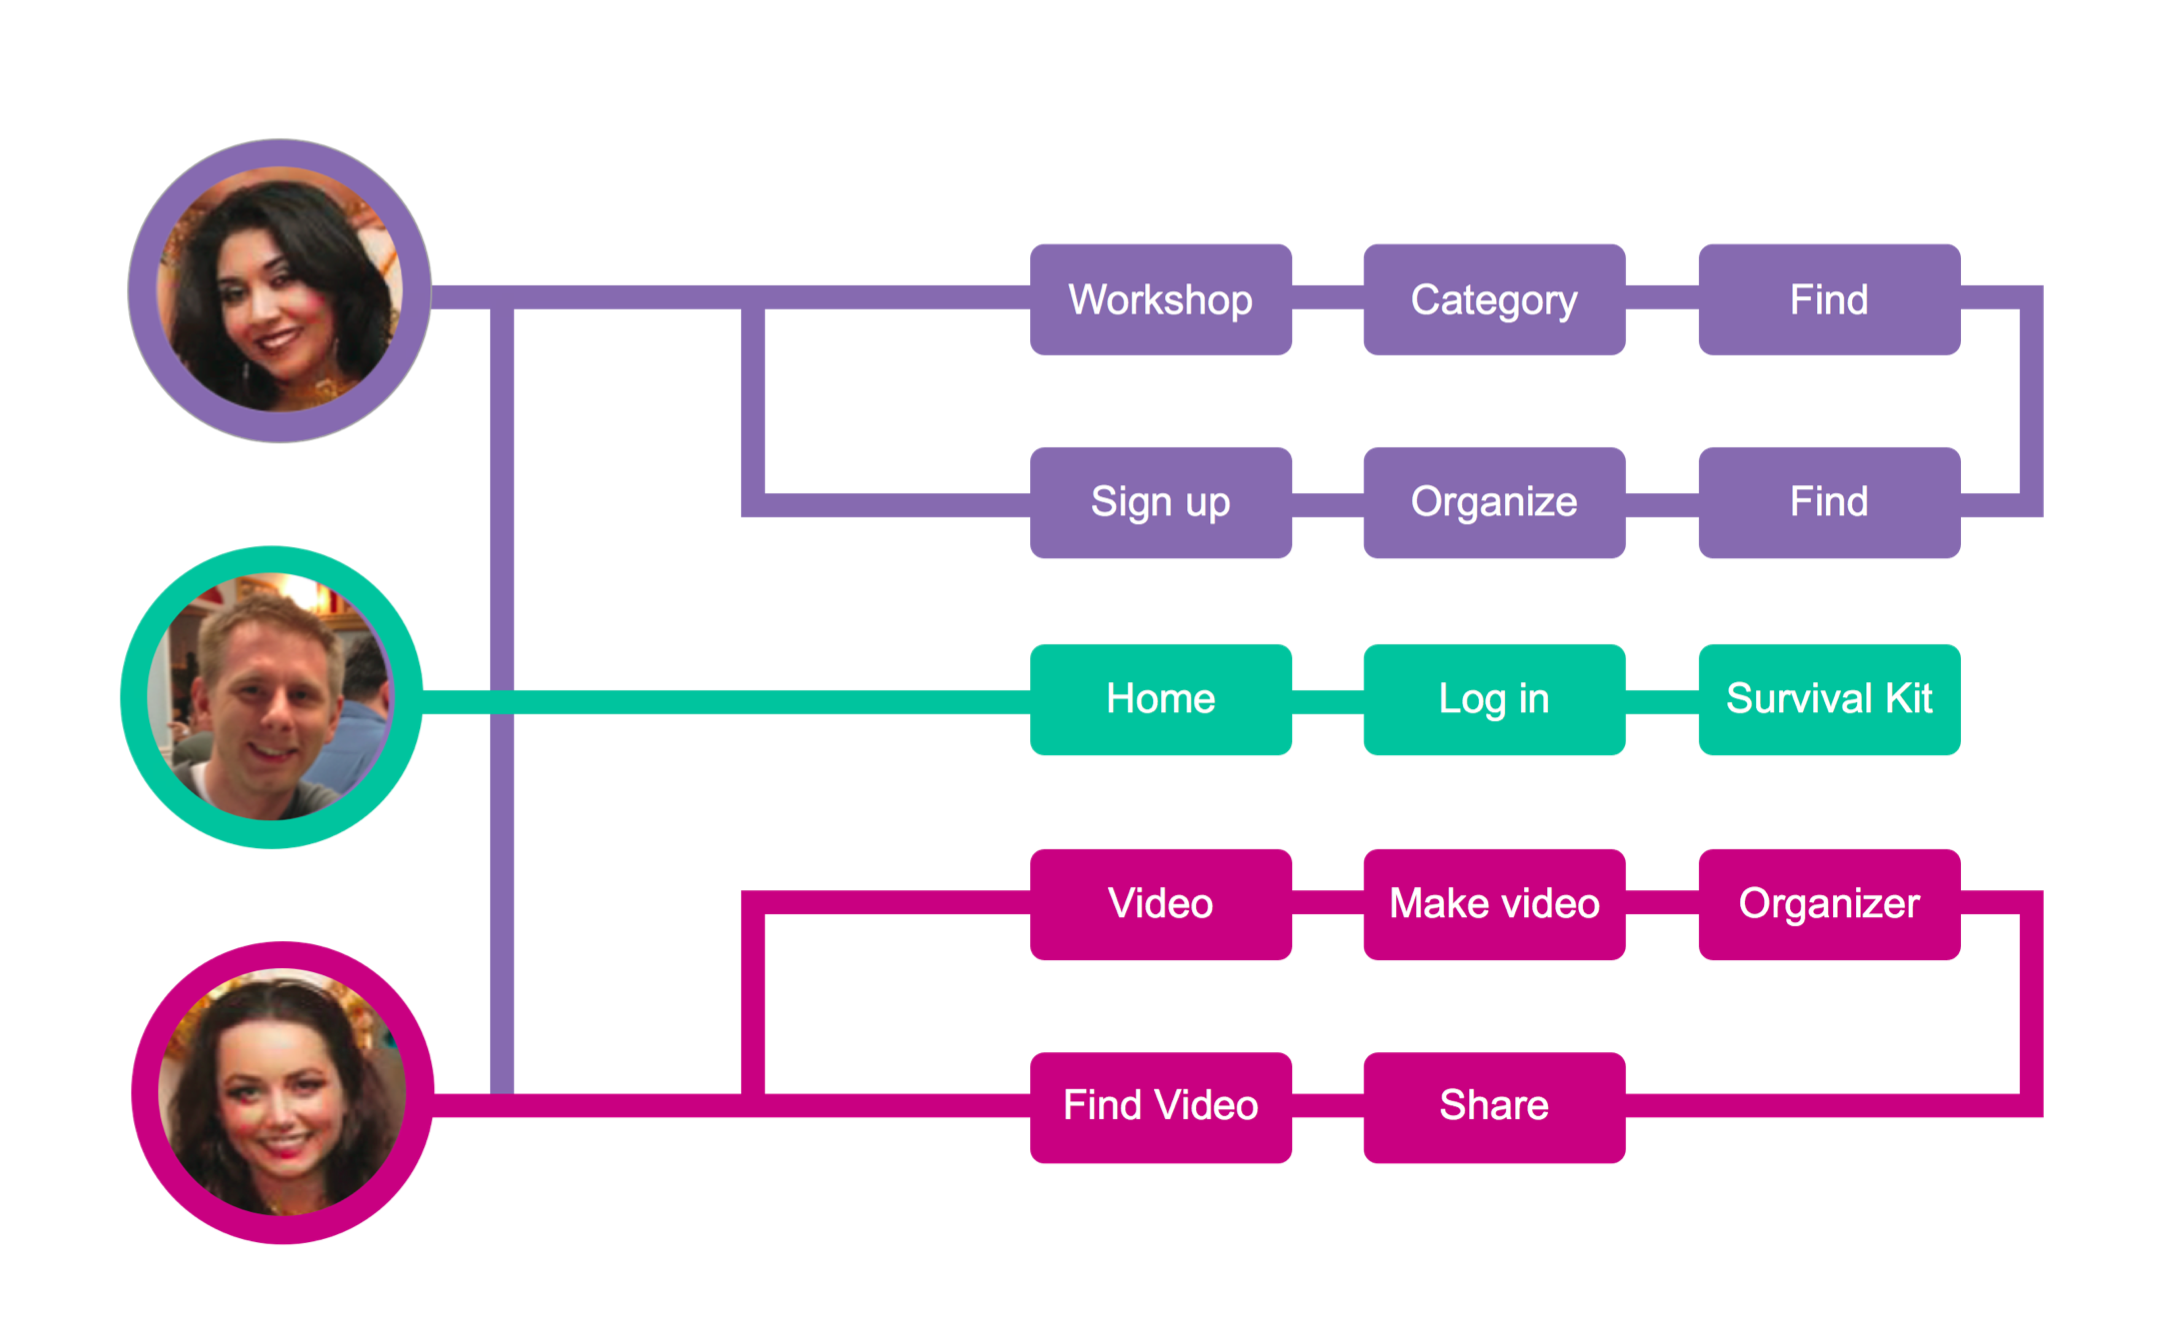 Workshop
Category
Find
Sign up
Organize
Find
Home
Log in
Survival Kit
Video
Make video
Organizer
Find Video
Share